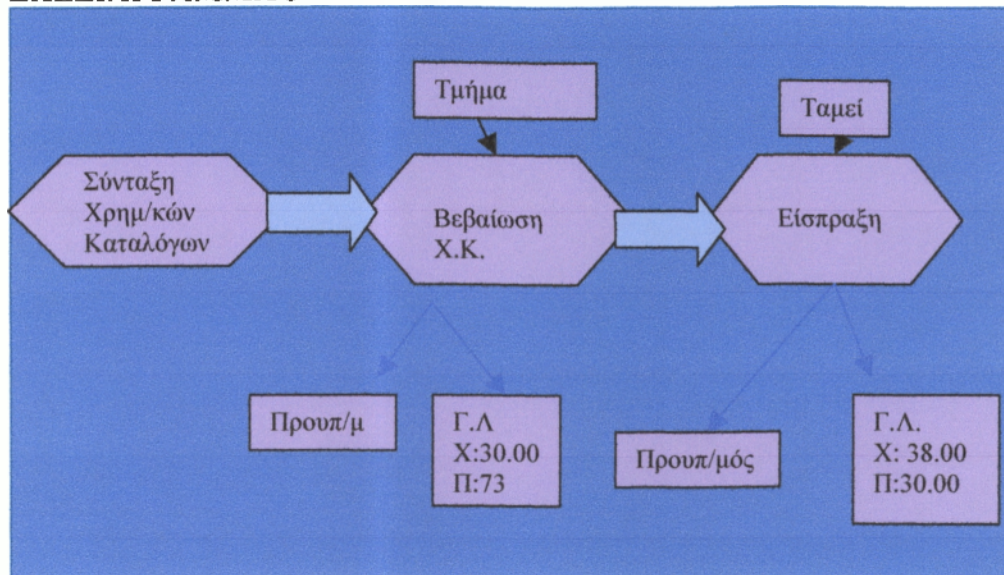 Τμήμα
Ταμεί
Σύνταξη
Χρημ/κών
Καταλόγων
Βεβαίωση
Χ.Κ.
Είσπραξη
Προυπ/μ
Γ.Λ
Χ:30.00
Π:73
Προυπ/μός
Γ.Λ.
Χ: 38.00
Π:30.00